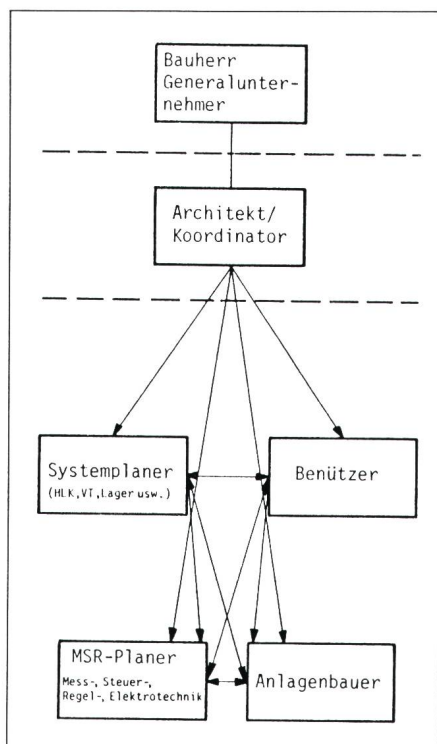 Bauherr
Generalunter-
nehmer
Architekt/
Koordinator
Systemplaner
(HLK,VT,Lager usw.)
Benützer
MSR-Planer
Mess-, Steuer-,
Regel-, Elektrotechnik
Anlagenbauer